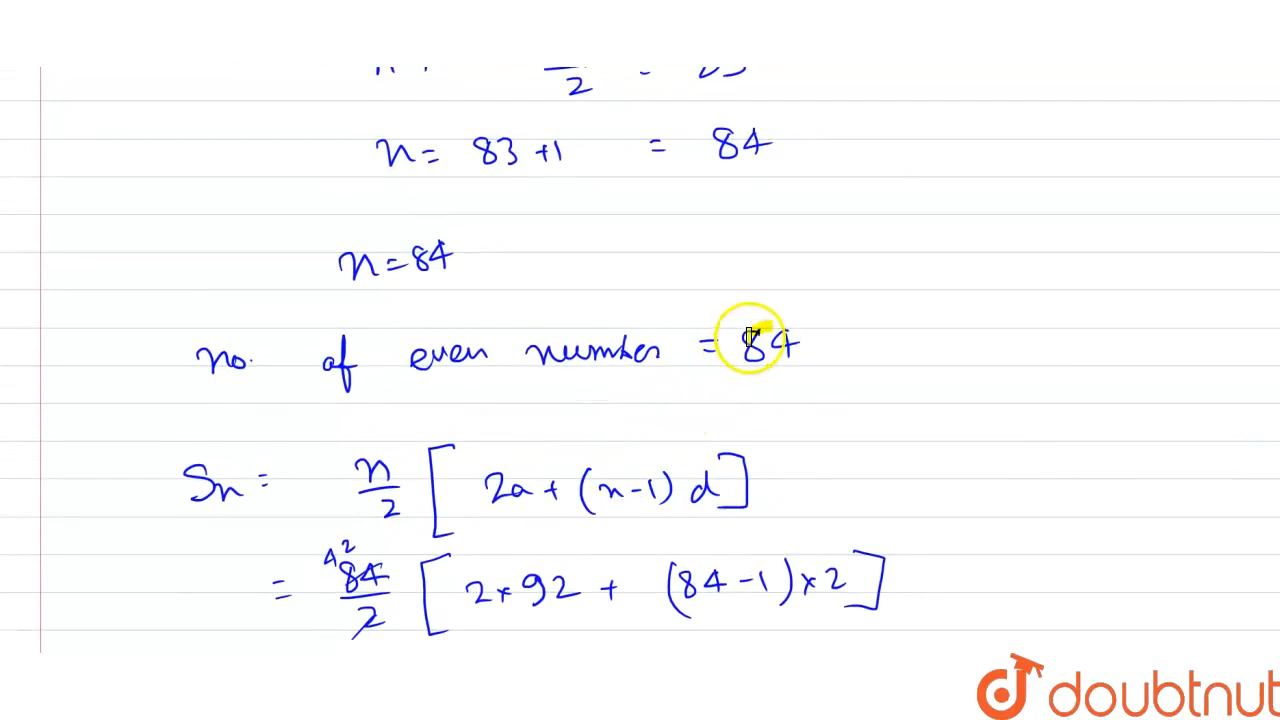 2
n = 83 +1 = 84
n = 84
no. of even number = 84
Sn = n/2 [ 2a + (n-1) d ]
= 84/2 42 [ 2×92 + (84-1)×2 ]
doubtnut